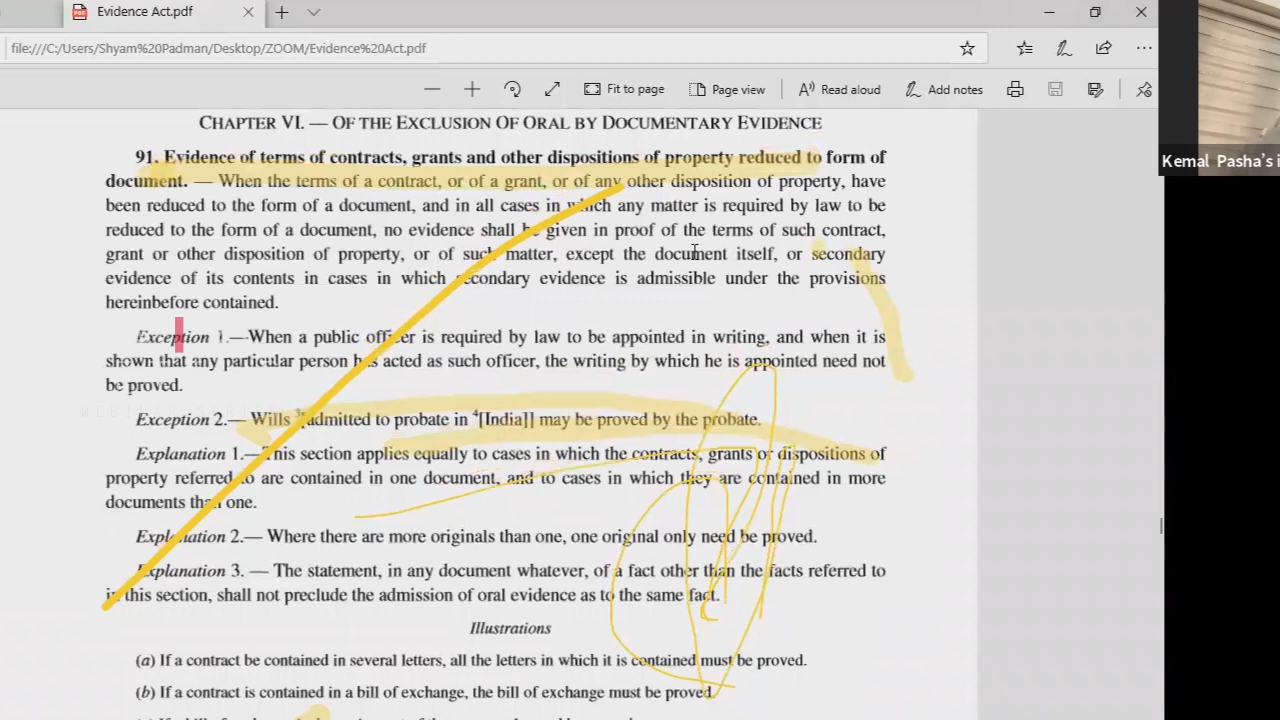 Evidence Act.pdf
file:///C:/Users/Shyam%20Padman/Desktop/ZOOM/Evidence%20Act.pdf
Fit to page
Page view
Read aloud
Add notes
Kemal Pasha's i
CHAPTER VI. — OF THE EXCLUSION OF ORAL BY DOCUMENTARY EVIDENCE
91. Evidence of terms of contracts, grants and other dispositions of property reduced to form of
document. — When the terms of a contract, or of a grant, or of any other disposition of property, have
been reduced to the form of a document, and in all cases in which any matter is required by law to be
reduced to the form of a document, no evidence shall be given in proof of the terms of such contract,
grant or other disposition of property, or of such matter, except the document itself, or secondary
evidence of its contents in cases in which secondary evidence is admissible under the provisions
hereinbefore contained.
Exception 1.—When a public officer is required by law to be appointed in writing, and when it is
shown that any particular person has acted as such officer, the writing by which he is appointed need not
be proved.
Exception 2.— Wills ³[admitted to probate in ⁴[India]] may be proved by the probate.
Explanation 1.—This section applies equally to cases in which the contracts, grants or dispositions of
property referred to are contained in one document, and to cases in which they are contained in more
documents than one.
Explanation 2.— Where there are more originals than one, one original only need be proved.
Explanation 3. — The statement, in any document whatever, of a fact other than the facts referred to
in this section, shall not preclude the admission of oral evidence as to the same fact.
Illustrations
(a) If a contract be contained in several letters, all the letters in which it is contained must be proved.
(b) If a contract is contained in a bill of exchange, the bill of exchange must be proved.